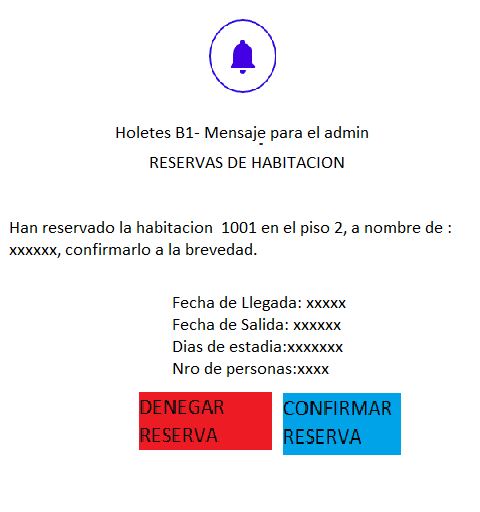 Holetes B1- Mensaje para el admin
RESERVAS DE HABITACION
Han reservado la habitacion 1001 en el piso 2, a nombre de :
xxxxxx, confirmarlo a la brevedad.
Fecha de Llegada: xxxxx
Fecha de Salida: xxxxxx
Dias de estadia:xxxxxxx
Nro de personas:xxxx
DENEGAR
RESERVA
CONFIRMAR
RESERVA